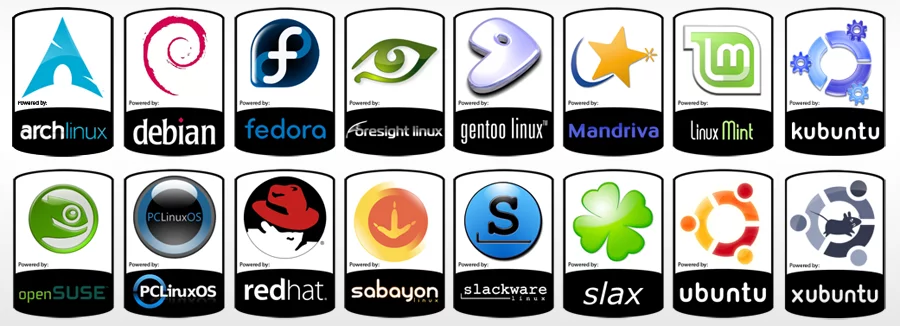 Powered by:
archlinux
Powered by:
debian
Powered by:
fedora
Powered by:
Foresight linux
Powered by:
gentoo linux™
Powered by:
Mandriva
lm
Powered by:
Linux Mint
Powered by:
kubuntu
Powered by:
openSUSE
PCLinuxOS
Powered by:
PCLinuxOS
®
Powered by:
redhat.
Powered by:
sabayon
linux
S
Powered by:
slackware
linux
Powered by:
slax
Powered by:
ubuntu
Powered by:
xubuntu